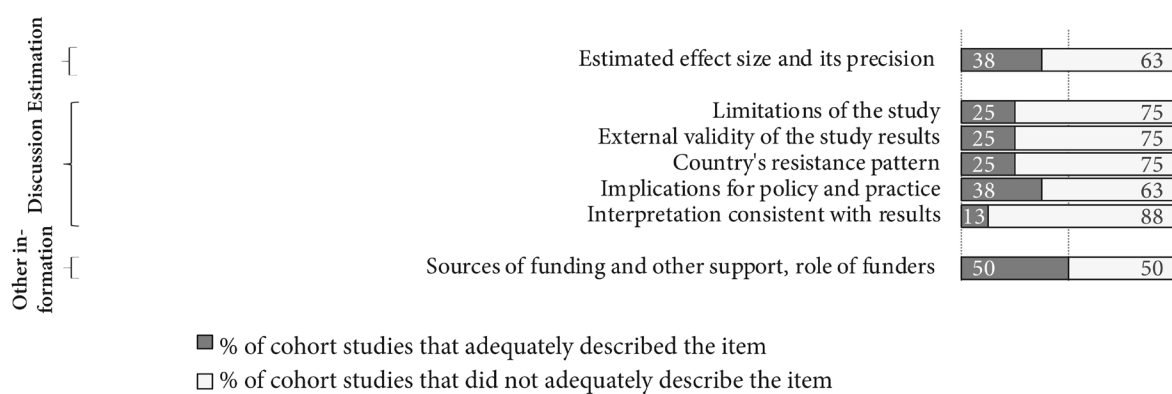 Estimation
Estimated effect size and its precision 38 63
Discussion
Limitations of the study 25 75
External validity of the study results 25 75
Country's resistance pattern 25 75
Implications for policy and practice 38 63
Interpretation consistent with results 13 88
Other in-
formation
Sources of funding and other support, role of funders 50 50
% of cohort studies that adequately described the item
% of cohort studies that did not adequately describe the item